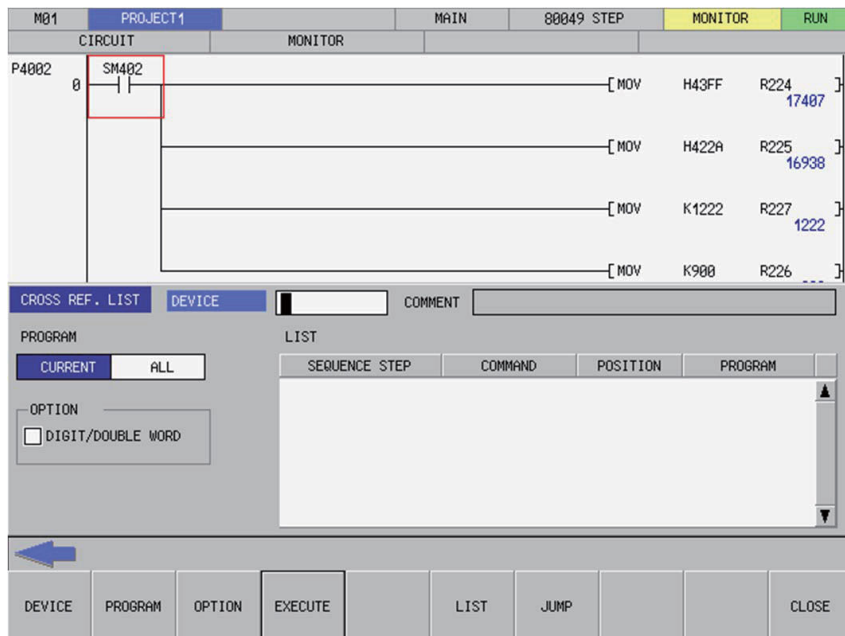 M01 PROJECT1 MAIN 80049 STEP MONITOR RUN
CIRCUIT MONITOR
P4002 SM402
0 [ MOV H43FF R224 ]
17407
[ MOV H422A R225 ]
16938
[ MOV K1222 R227 ]
1222
[ MOV K900 R226 ]
CROSS REF. LIST DEVICE COMMENT
PROGRAM LIST
CURRENT ALL SEQUENCE STEP COMMAND POSITION PROGRAM
OPTION
DIGIT/DOUBLE WORD
DEVICE PROGRAM OPTION EXECUTE LIST JUMP CLOSE